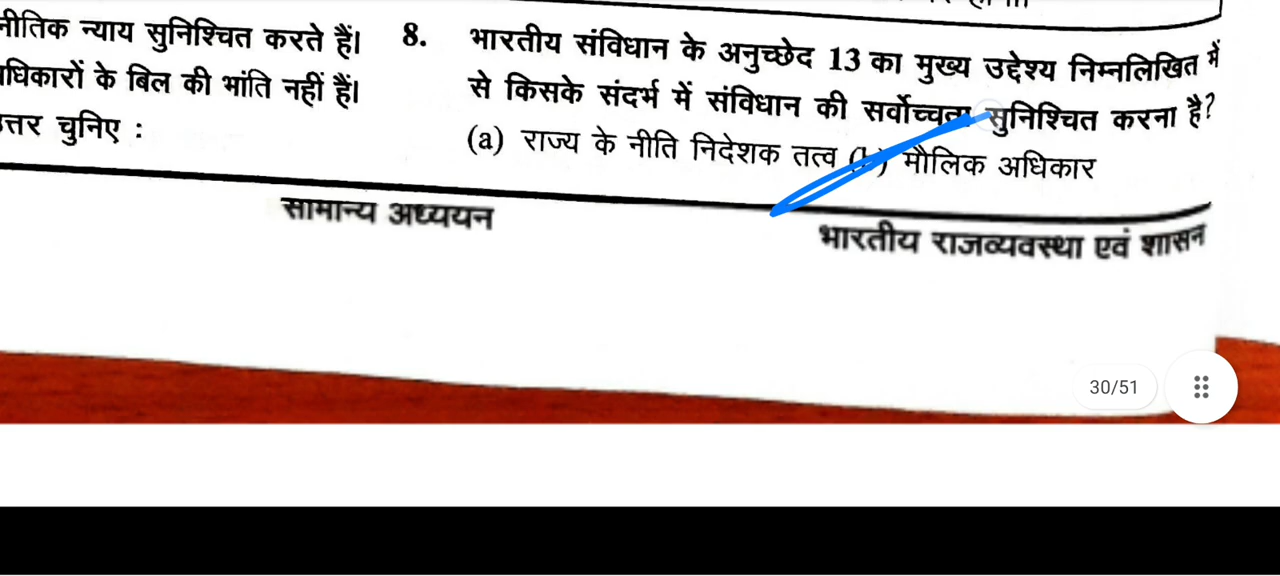 नीतिक न्याय सुनिश्चित करते हैं।
धिकारों के बिल की भांति नहीं हैं।
त्तर चुनिए :
8. भारतीय संविधान के अनुच्छेद 13 का मुख्य उद्देश्य निम्नलिखित में
से किसके संदर्भ में संविधान की सर्वोच्चता सुनिश्चित करना है?
(a) राज्य के नीति निदेशक तत्व (b) मौलिक अधिकार
सामान्य अध्ययन
भारतीय राजव्यवस्था एवं शासन
30/51